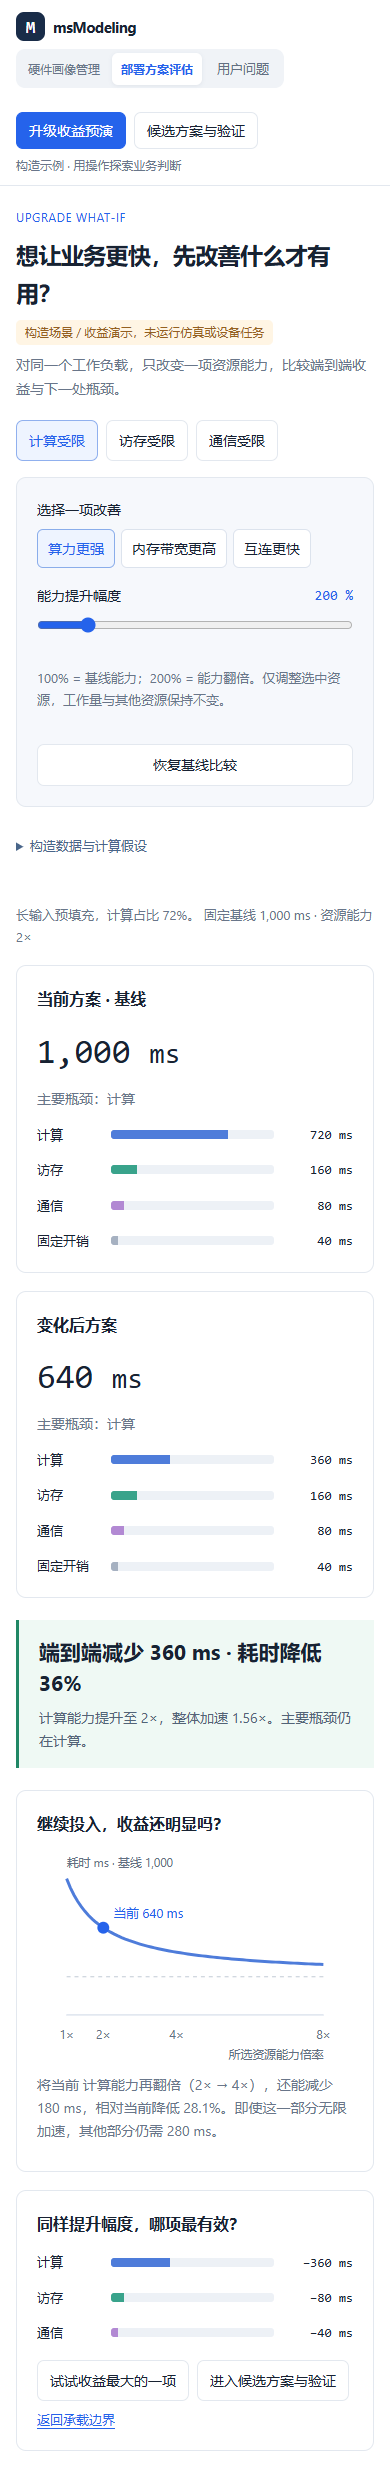 M msModeling
硬件画像管理 部署方案评估 用户问题
升级收益预演 候选方案与验证
构造示例 · 用操作探索业务判断
UPGRADE WHAT-IF
想让业务更快，先改善什么才有
用？
构造场景 / 收益演示，未运行仿真或设备任务
对同一个工作负载，只改变一项资源能力，比较端到端收
益与下一处瓶颈。
计算受限 访存受限 通信受限
选择一项改善
算力更强 内存带宽更高 互连更快
能力提升幅度 200 %
100% = 基线能力；200% = 能力翻倍。仅调整选中资
源，工作量与其他资源保持不变。
恢复基线比较
▶ 构造数据与计算假设
长输入预填充，计算占比 72%。 固定基线 1,000 ms · 资源能力
2×
当前方案 · 基线
1,000 ms
主要瓶颈：计算
计算 720 ms
访存 160 ms
通信 80 ms
固定开销 40 ms
变化后方案
640 ms
主要瓶颈：计算
计算 360 ms
访存 160 ms
通信 80 ms
固定开销 40 ms
端到端减少 360 ms · 耗时降低
36%
计算能力提升至 2×，整体加速 1.56×。主要瓶颈仍
在计算。
继续投入，收益还明显吗？
耗时 ms · 基线 1,000
当前 640 ms
1× 2× 4× 8×
所选资源能力倍率
将当前 计算能力再翻倍（2× → 4×），还能减少
180 ms，相对当前降低 28.1%。即使这一部分无限
加速，其他部分仍需 280 ms。
同样提升幅度，哪项最有效？
计算 −360 ms
访存 −80 ms
通信 −40 ms
试试收益最大的一项 进入候选方案与验证
返回承载边界